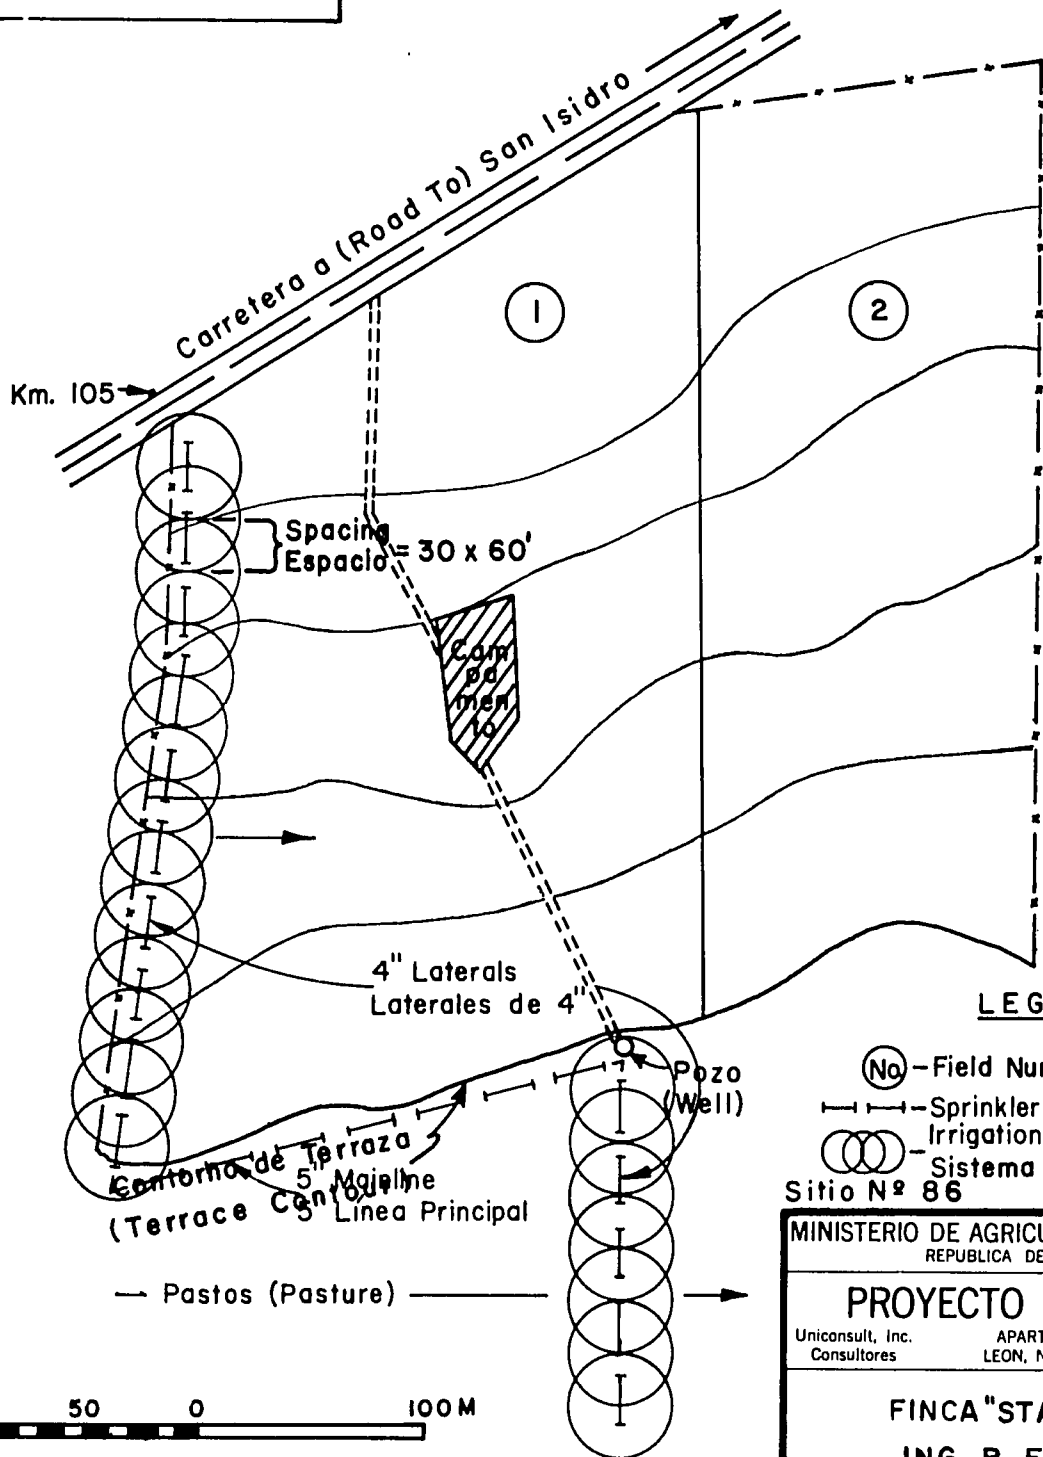 Carretera a (Road To) San Isidro
Km. 105
1
2
Spacing
Espacio = 30 x 60'
Cam
pa
men
to
4" Laterals
Laterales de 4"
Pozo
(Well)
Contorno de Terraza
(Terrace Contour)
5" Mainline
5" Línea Principal
Pastos (Pasture)
50 0 100 M
LEG
No - Field Nu
Sprinkler
Irrigation
Sistema
Sitio Nº 86
MINISTERIO DE AGRICU
REPUBLICA DE
PROYECTO
Uniconsult, Inc.
Consultores
APART
LEON, N
FINCA "STA
ING. R. F